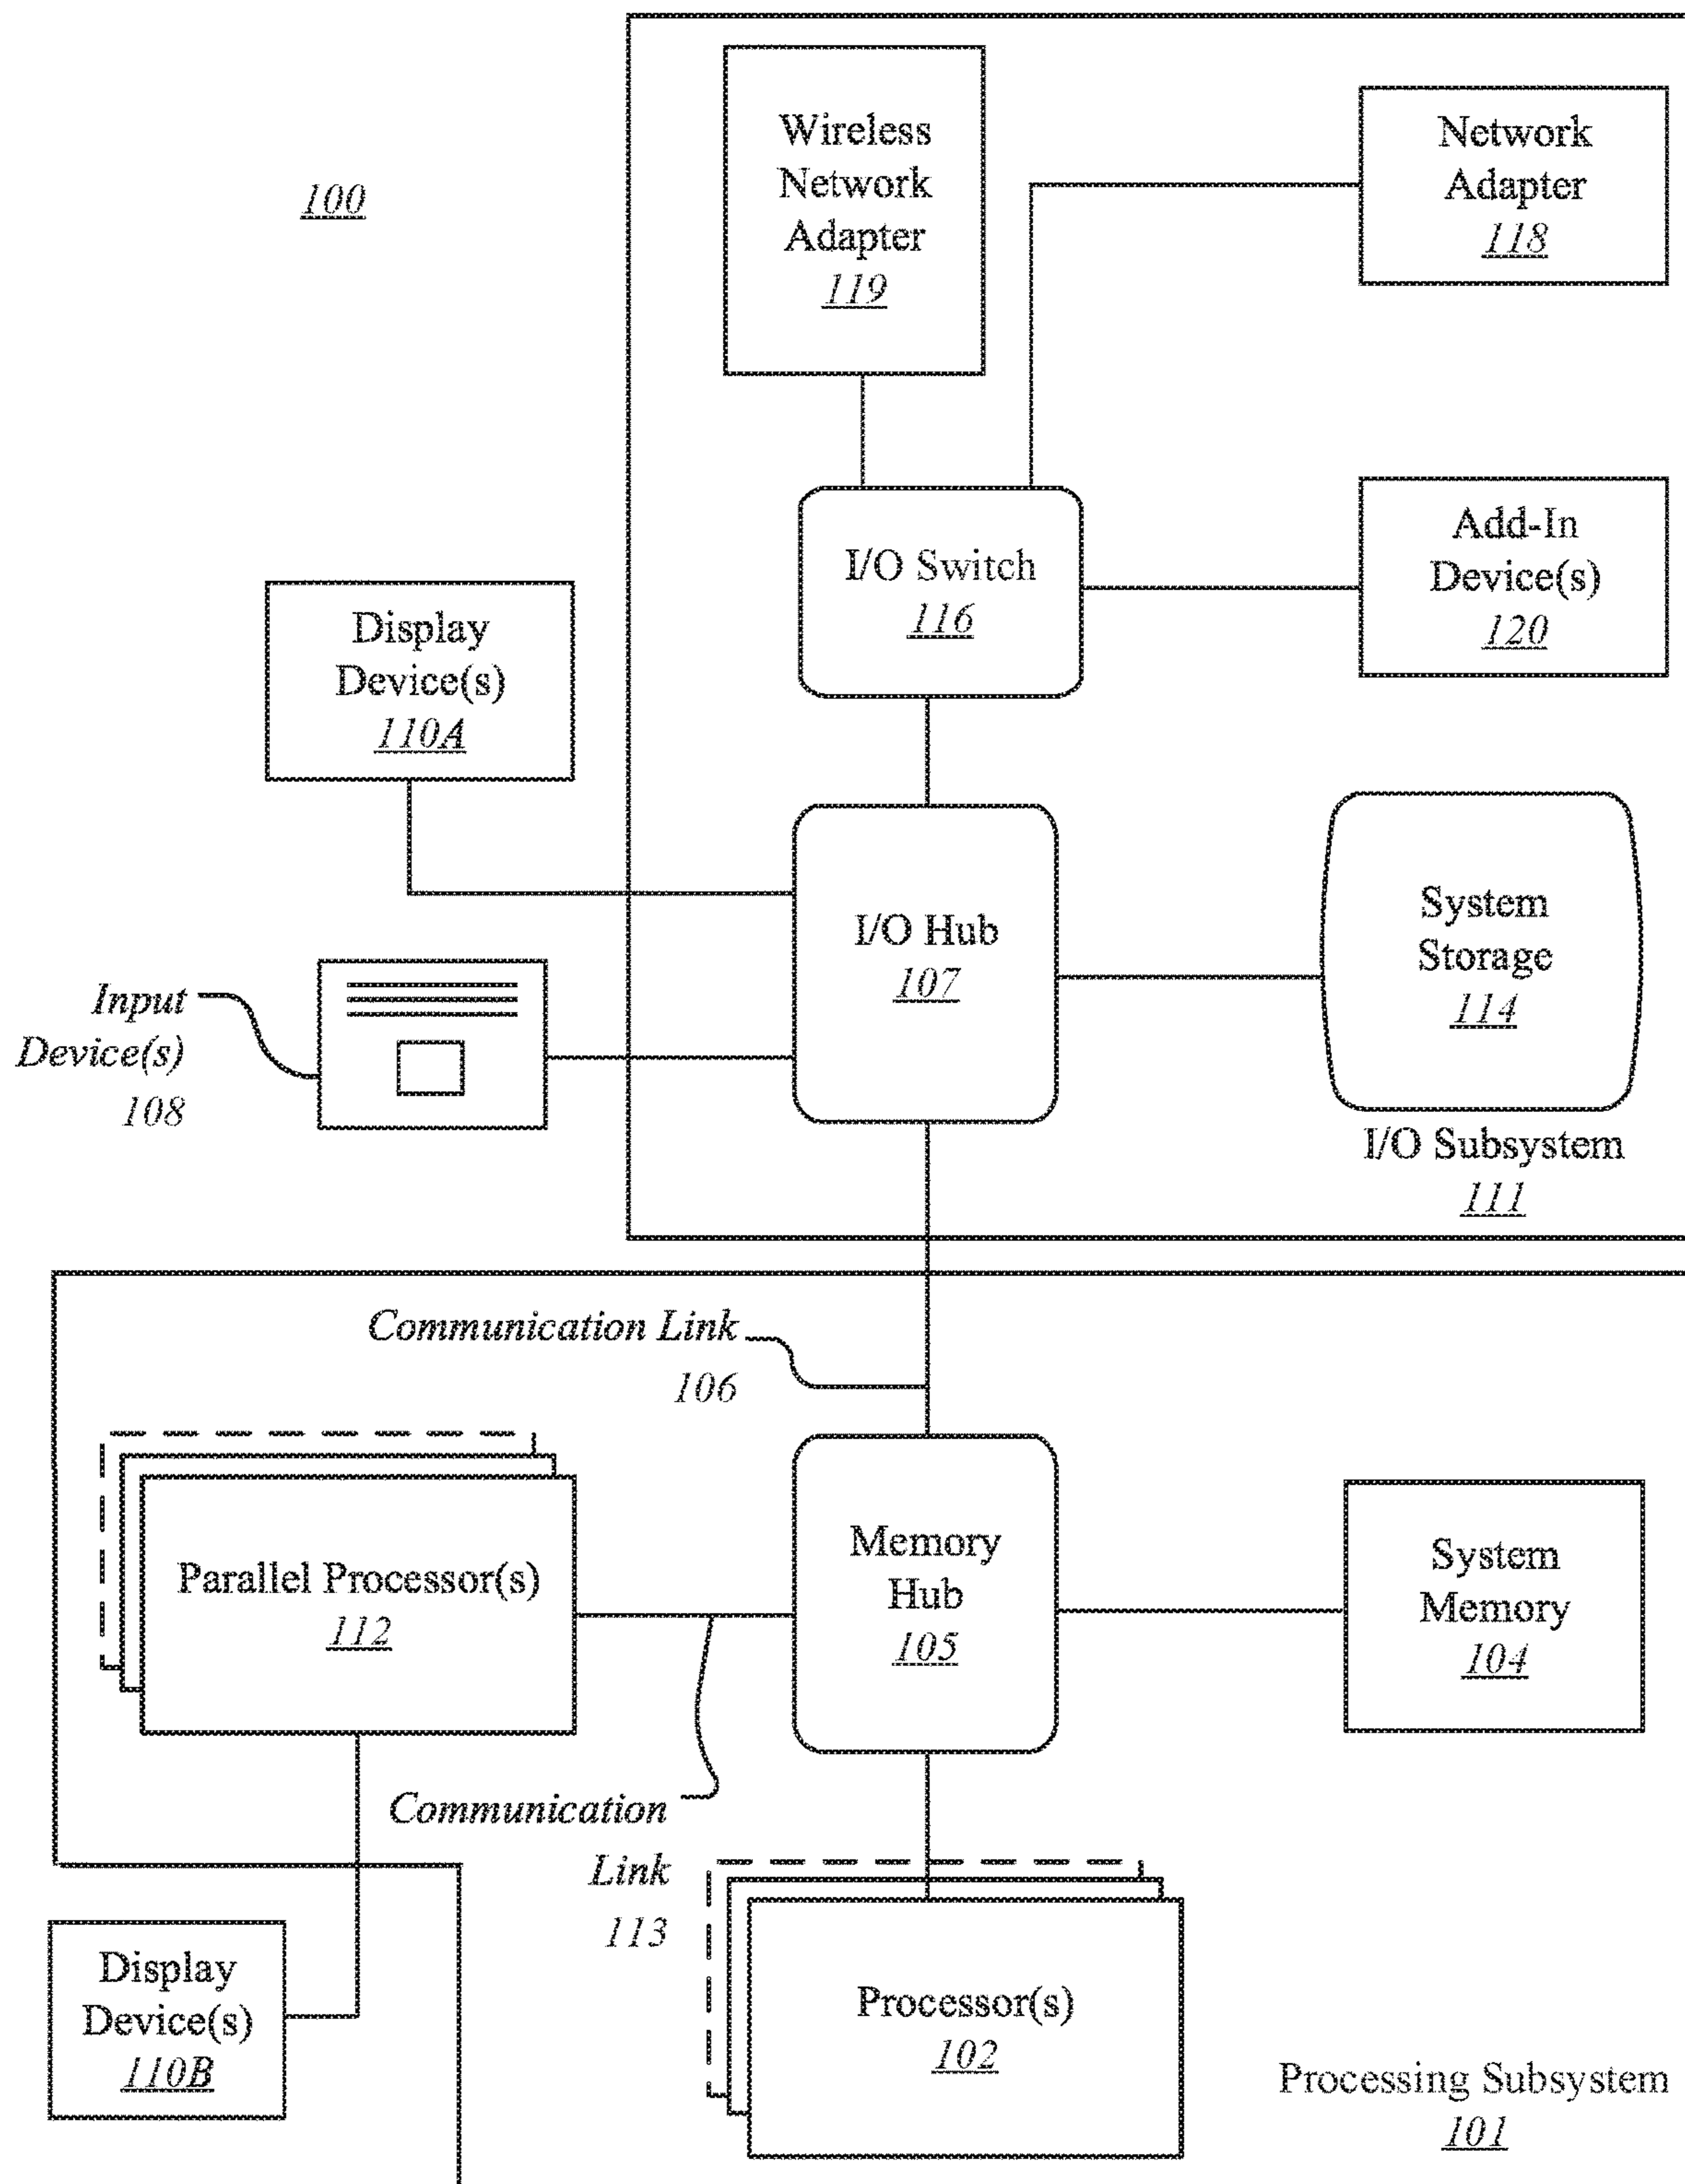 100
Wireless
Network
Adapter
119
Network
Adapter
118
I/O Switch
116
Add-In
Device(s)
120
Display
Device(s)
110A
I/O Hub
107
System
Storage
114
Input
Device(s)
108
I/O Subsystem
111
Communication Link
106
Parallel Processor(s)
112
Memory
Hub
105
System
Memory
104
Communication
Link
113
Display
Device(s)
110B
Processor(s)
102
Processing Subsystem
101